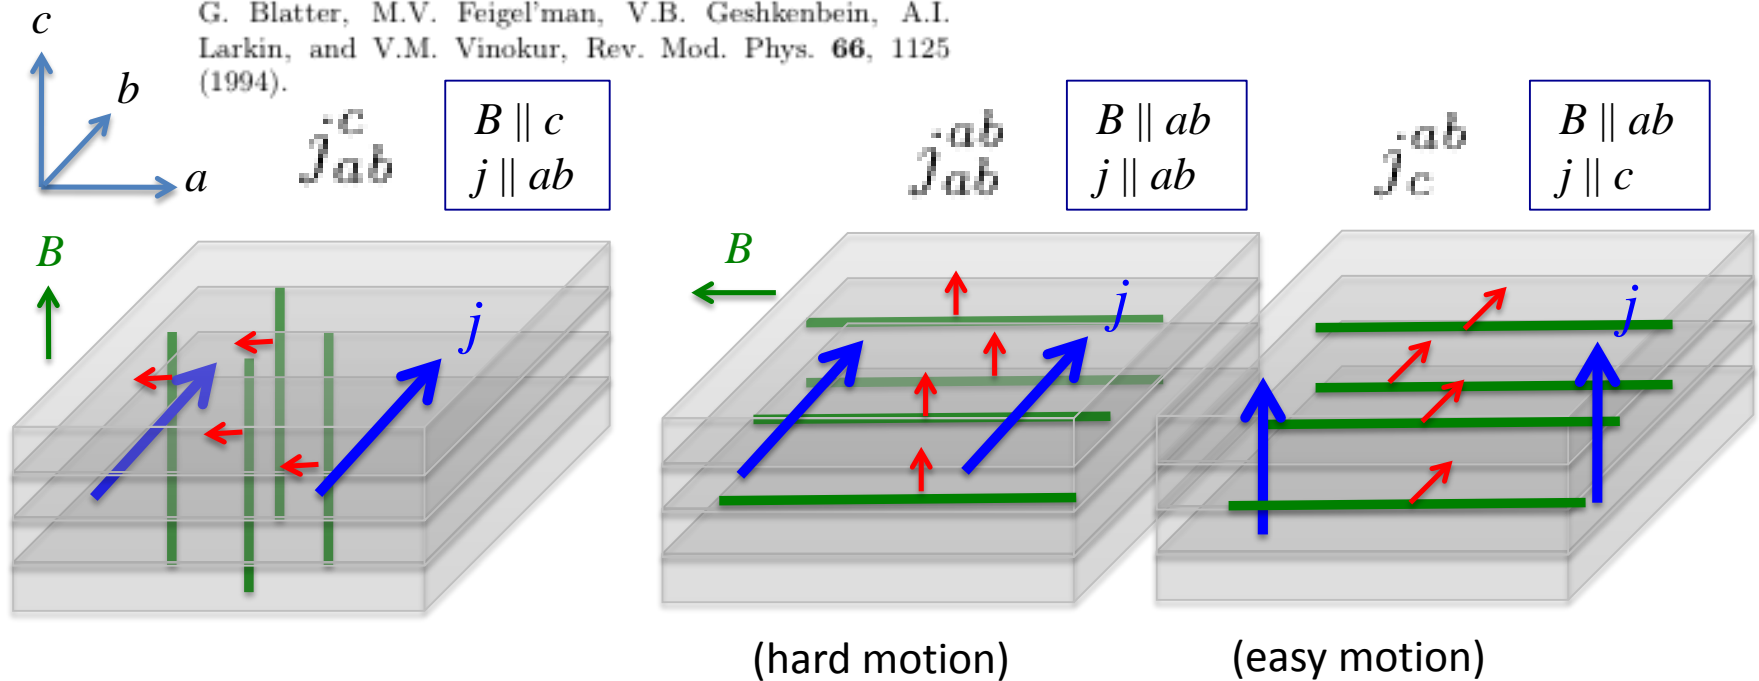 G. Blatter, M.V. Feigel'man, V.B. Geshkenbein, A.I.
Larkin, and V.M. Vinokur, Rev. Mod. Phys. 66, 1125
(1994).
c
b
a
j^c_ab
B ∥ c
j ∥ ab
j^ab_ab
B ∥ ab
j ∥ ab
j^ab_c
B ∥ ab
j ∥ c
B
j
B
j
j
(hard motion)
(easy motion)